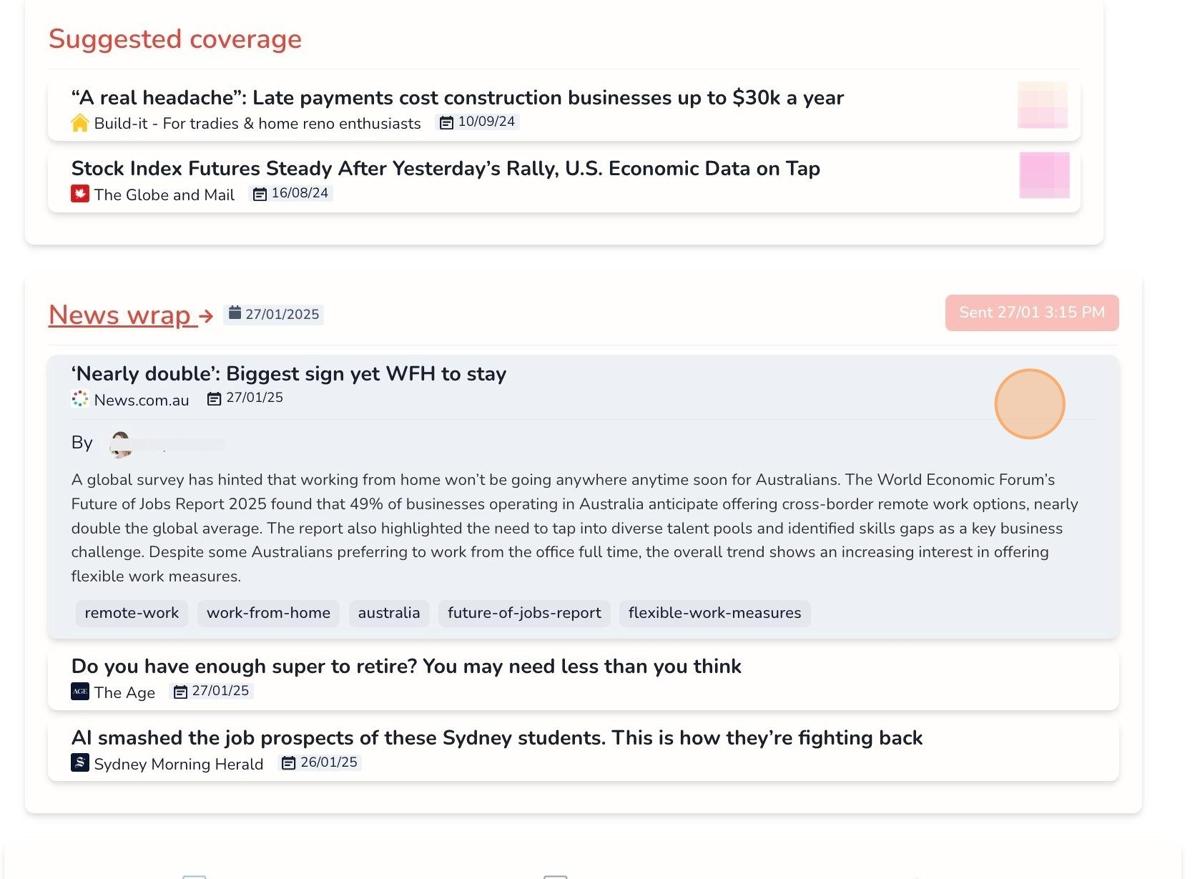 Suggested coverage
“A real headache”: Late payments cost construction businesses up to $30k a year
Build-it - For tradies & home reno enthusiasts 10/09/24
Stock Index Futures Steady After Yesterday’s Rally, U.S. Economic Data on Tap
The Globe and Mail 16/08/24
News wrap → 27/01/2025
Sent 27/01 3:15 PM
‘Nearly double’: Biggest sign yet WFH to stay
News.com.au 27/01/25
By
A global survey has hinted that working from home won’t be going anywhere anytime soon for Australians. The World Economic Forum’s
Future of Jobs Report 2025 found that 49% of businesses operating in Australia anticipate offering cross-border remote work options, nearly
double the global average. The report also highlighted the need to tap into diverse talent pools and identified skills gaps as a key business
challenge. Despite some Australians preferring to work from the office full time, the overall trend shows an increasing interest in offering
flexible work measures.
remote-work work-from-home australia future-of-jobs-report flexible-work-measures
Do you have enough super to retire? You may need less than you think
AGE The Age 27/01/25
AI smashed the job prospects of these Sydney students. This is how they’re fighting back
S Sydney Morning Herald 26/01/25